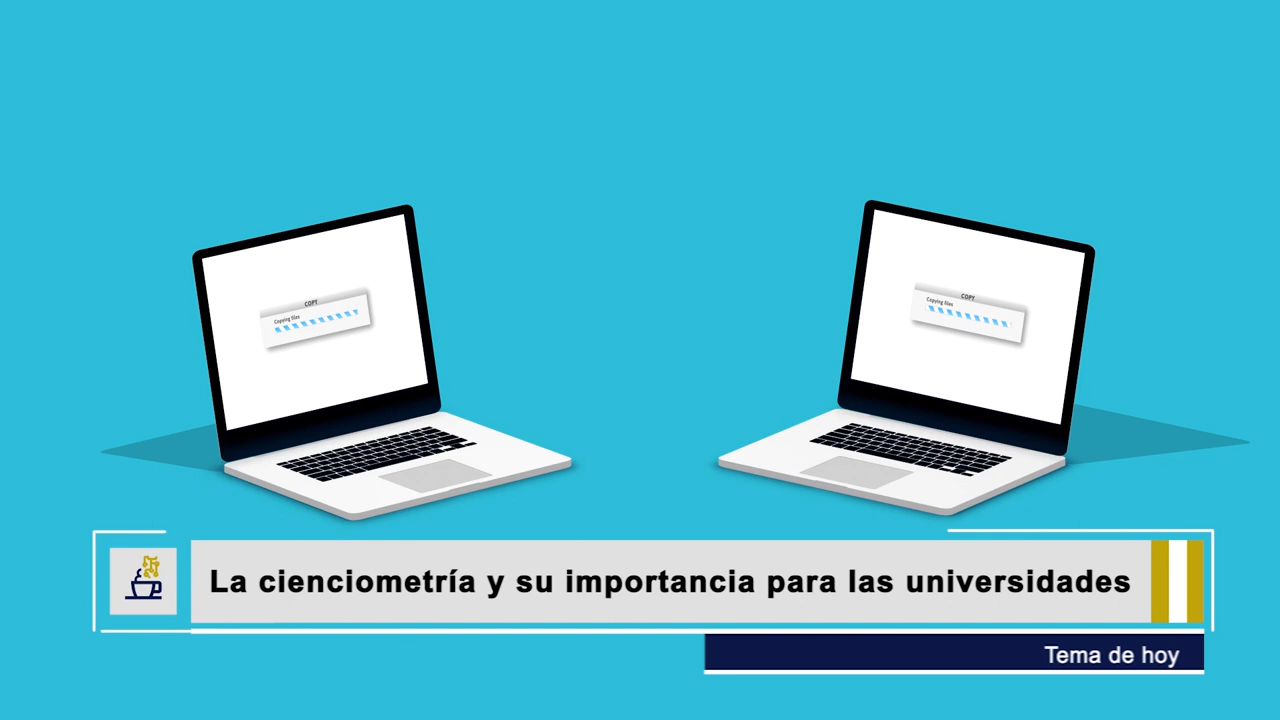 COPY
Copying files
COPY
Copying files
La cienciometría y su importancia para las universidades
Tema de hoy